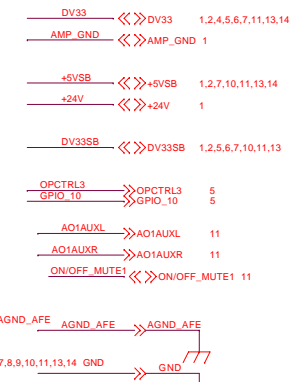 DV33 DV33 1,2,4,5,6,7,11,13,14
AMP_GND AMP_GND 1
+5VSB +5VSB 1,2,7,10,11,13,14
+24V +24V 1
DV33SB DV33SB 1,2,5,6,7,10,11,13
OPCTRL3 OPCTRL3 5
GPIO_10 GPIO_10 5
AO1AUXL AO1AUXL 11
AO1AUXR AO1AUXR 11
ON/OFF_MUTE1 ON/OFF_MUTE1 11
AGND_AFE AGND_AFE AGND_AFE
7,8,9,10,11,13,14 GND GND